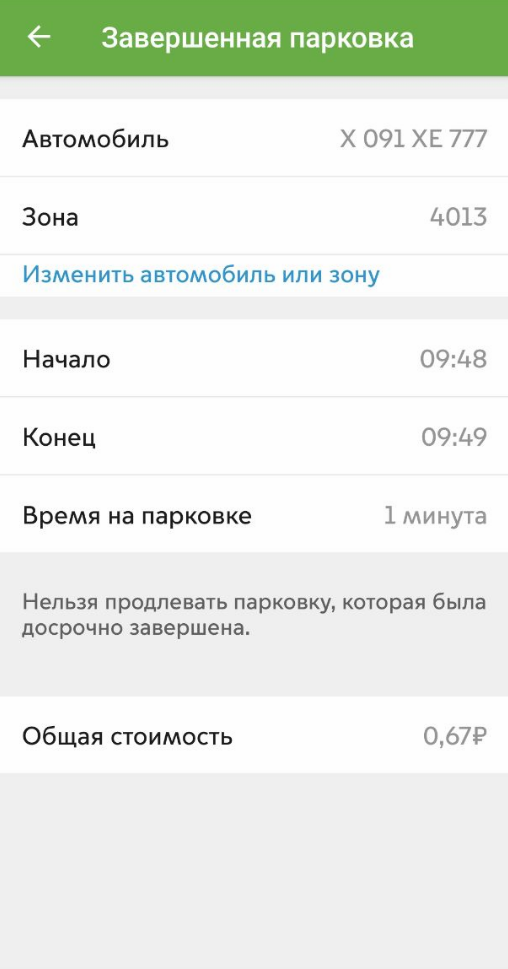 Завершенная парковка
Автомобиль Х 091 ХЕ 777
Зона 4013
Изменить автомобиль или зону
Начало 09:48
Конец 09:49
Время на парковке 1 минута
Нельзя продлевать парковку, которая была
досрочно завершена.
Общая стоимость 0,67₽